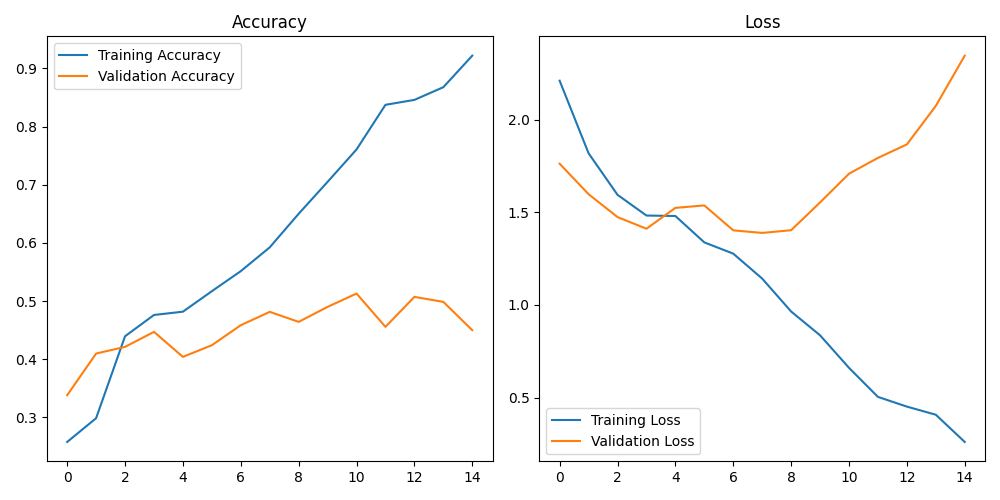 Accuracy
Training Accuracy
Validation Accuracy
0.9
0.8
0.7
0.6
0.5
0.4
0.3
0 2 4 6 8 10 12 14
Loss
2.0
1.5
1.0
0.5
Training Loss
Validation Loss
0 2 4 6 8 10 12 14